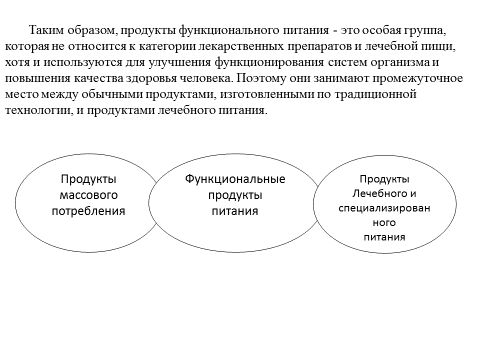 Таким образом, продукты функционального питания - это особая группа,
которая не относится к категории лекарственных препаратов и лечебной пищи,
хотя и используются для улучшения функционирования систем организма и
повышения качества здоровья человека. Поэтому они занимают промежуточное
место между обычными продуктами, изготовленными по традиционной
технологии, и продуктами лечебного питания.
Продукты
массового
потребления
Функциональные
продукты
питания
Продукты
Лечебного и
специализирован
ного
питания